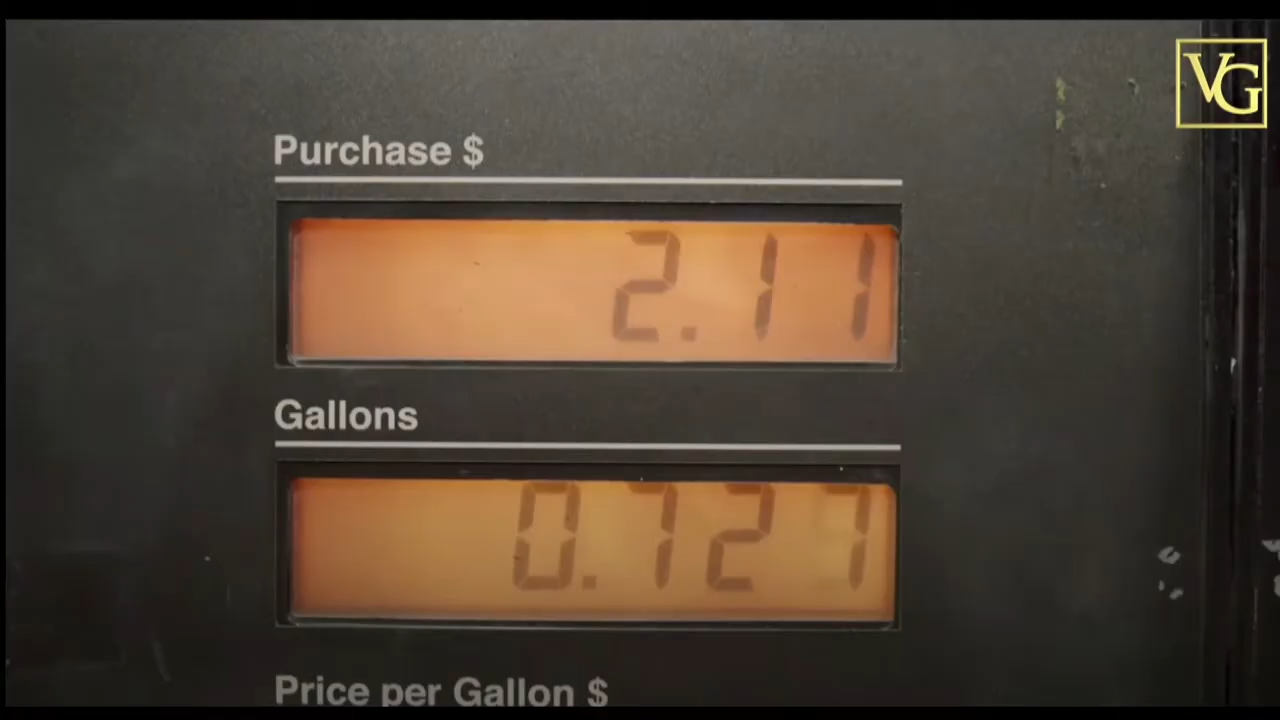 VG
Purchase $
2.11
Gallons
0.727
Price per Gallon $